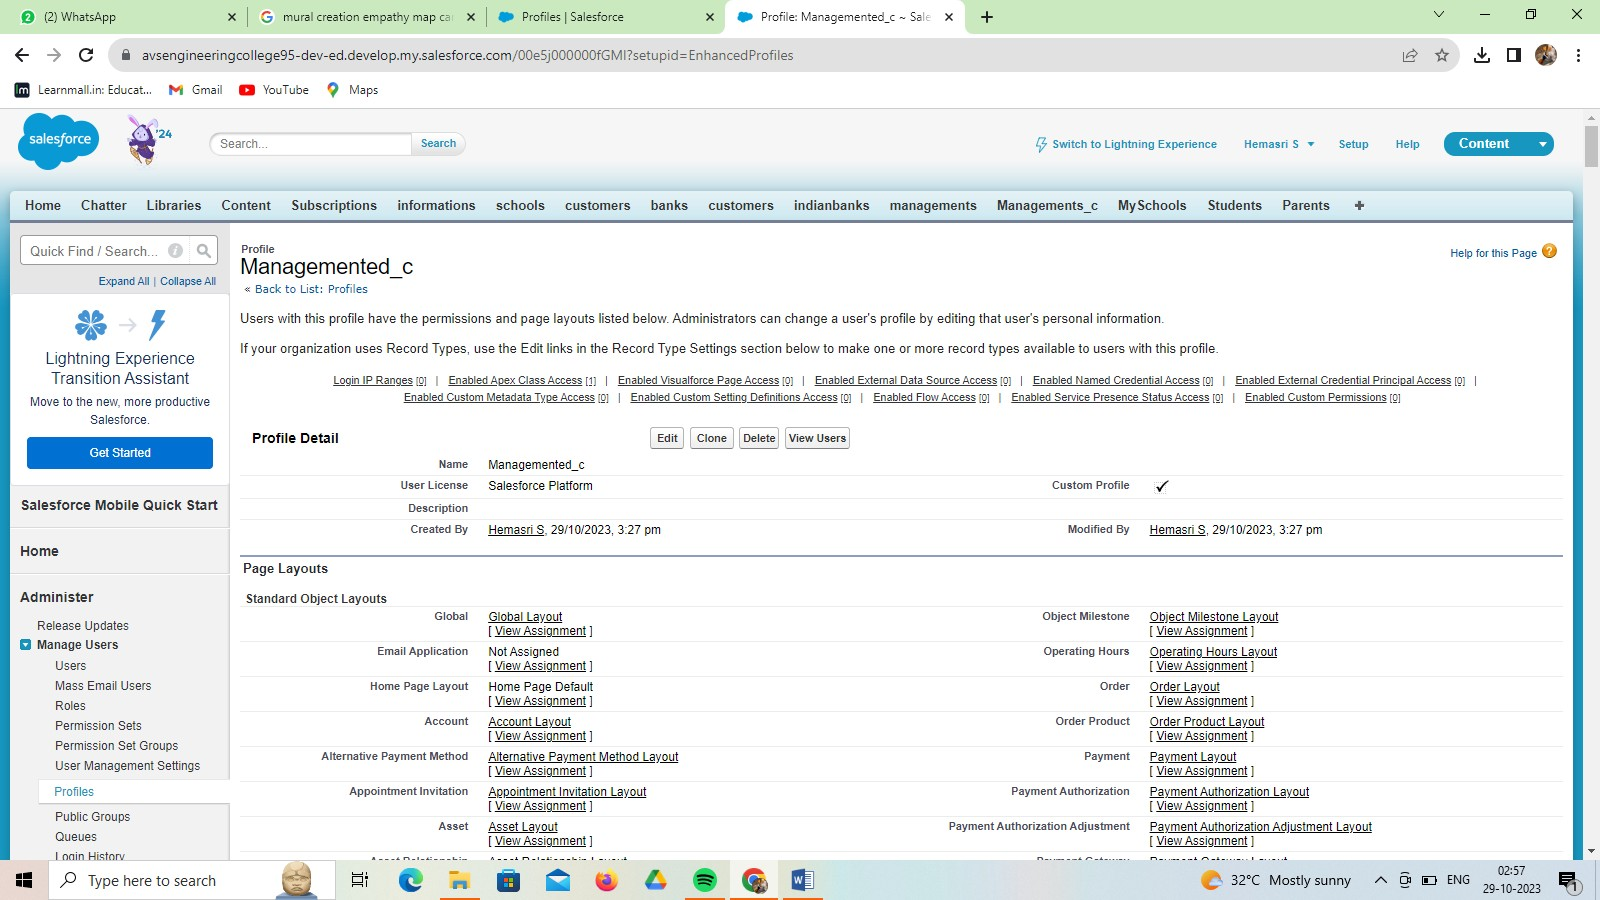 (2) WhatsApp
mural creation empathy map ca
Profiles | Salesforce
Profile: Managemented_c ~ Sale
avsengineeringcollege95-dev-ed.develop.my.salesforce.com/00e5j000000fGMI?setupid=EnhancedProfiles
Learnmall.in: Educat... Gmail YouTube Maps
salesforce '24 Search... Search Switch to Lightning Experience Hemasri S Setup Help Content
Home Chatter Libraries Content Subscriptions informations schools customers banks customers indianbanks managements Managements_c MySchools Students Parents +
Quick Find / Search...
Expand All | Collapse All
Lightning Experience
Transition Assistant
Move to the new, more productive
Salesforce.
Get Started
Salesforce Mobile Quick Start
Home
Administer
Release Updates
Manage Users
Users
Mass Email Users
Roles
Permission Sets
Permission Set Groups
User Management Settings
Profiles
Public Groups
Queues
Login History
Profile
Managemented_c
« Back to List: Profiles
Help for this Page
Users with this profile have the permissions and page layouts listed below. Administrators can change a user's profile by editing that user's personal information.
If your organization uses Record Types, use the Edit links in the Record Type Settings section below to make one or more record types available to users with this profile.
Login IP Ranges [0] | Enabled Apex Class Access [1] | Enabled Visualforce Page Access [0] | Enabled External Data Source Access [0] | Enabled Named Credential Access [0] | Enabled External Credential Principal Access [0] |
Enabled Custom Metadata Type Access [0] | Enabled Custom Setting Definitions Access [0] | Enabled Flow Access [0] | Enabled Service Presence Status Access [0] | Enabled Custom Permissions [0]
Profile Detail Edit Clone Delete View Users
Name Managemented_c
User License Salesforce Platform Custom Profile ✓
Description
Created By Hemasri S, 29/10/2023, 3:27 pm Modified By Hemasri S, 29/10/2023, 3:27 pm
Page Layouts
Standard Object Layouts
Global Global Layout Object Milestone Object Milestone Layout
[ View Assignment ] [ View Assignment ]
Email Application Not Assigned Operating Hours Operating Hours Layout
[ View Assignment ] [ View Assignment ]
Home Page Layout Home Page Default Order Order Layout
[ View Assignment ] [ View Assignment ]
Account Account Layout Order Product Order Product Layout
[ View Assignment ] [ View Assignment ]
Alternative Payment Method Alternative Payment Method Layout Payment Payment Layout
[ View Assignment ] [ View Assignment ]
Appointment Invitation Appointment Invitation Layout Payment Authorization Payment Authorization Layout
[ View Assignment ] [ View Assignment ]
Asset Asset Layout Payment Authorization Adjustment Payment Authorization Adjustment Layout
[ View Assignment ] [ View Assignment ]
Asset Relationship Asset Relationship Layout Payment Gateway Payment Gateway Layout
Type here to search 32°C Mostly sunny ENG 02:57
29-10-2023 1